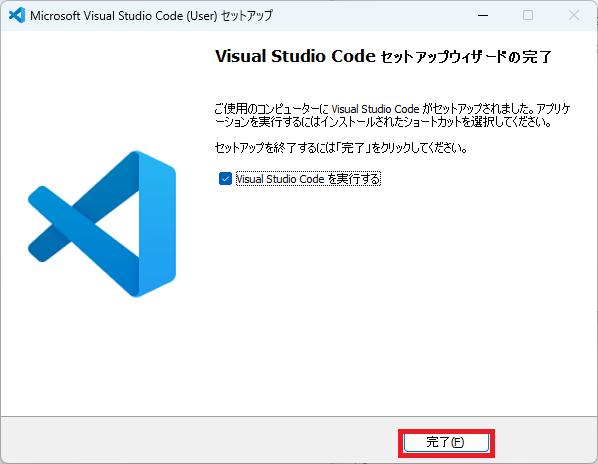 Microsoft Visual Studio Code (User) セットアップ
Visual Studio Code セットアップウィザードの完了
ご使用のコンピューターに Visual Studio Code がセットアップされました。アプリケ
ーションを実行するにはインストールされたショートカットを選択してください。
セットアップを終了するには「完了」をクリックしてください。
Visual Studio Code を実行する
完了(F)